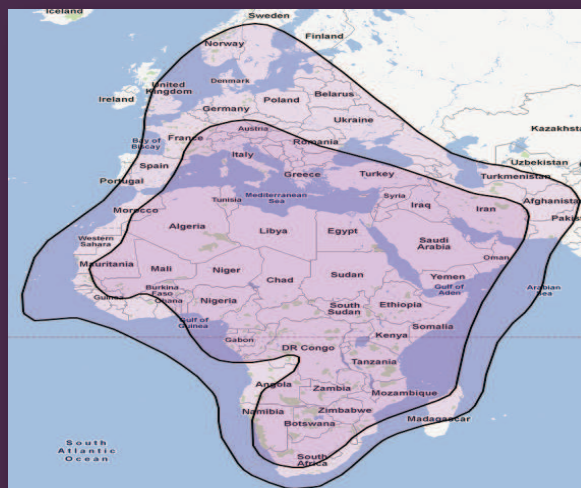 Iceland
Sweden
Finland
Norway
United
Kingdom
Denmark
Ireland
Belarus
Poland
Germany
Ukraine
Kazakhstan
Austria
France
Bay of
Biscay
Romania
Italy
Uzbekistan
Spain
Greece
Turkey
Turkmenistan
Portugal
Mediterranean
Sea
Syria
Tunisia
Afghanistan
Morocco
Iraq
Iran
Pakis
Algeria
Libya
Egypt
Western
Sahara
Saudi
Arabia
Oman
Mauritania
Mali
Niger
Chad
Sudan
Yemen
Gulf of
Aden
Arabian
Sea
Burkina
Faso
Guinea
Ghana
Nigeria
South
Sudan
Ethiopia
Somalia
Gulf of
Guinea
Gabon
Kenya
DR Congo
Tanzania
Angola
Zambia
Mozambique
Zimbabwe
Madagascar
Namibia
Botswana
South
Atlantic
Ocean
South
Africa